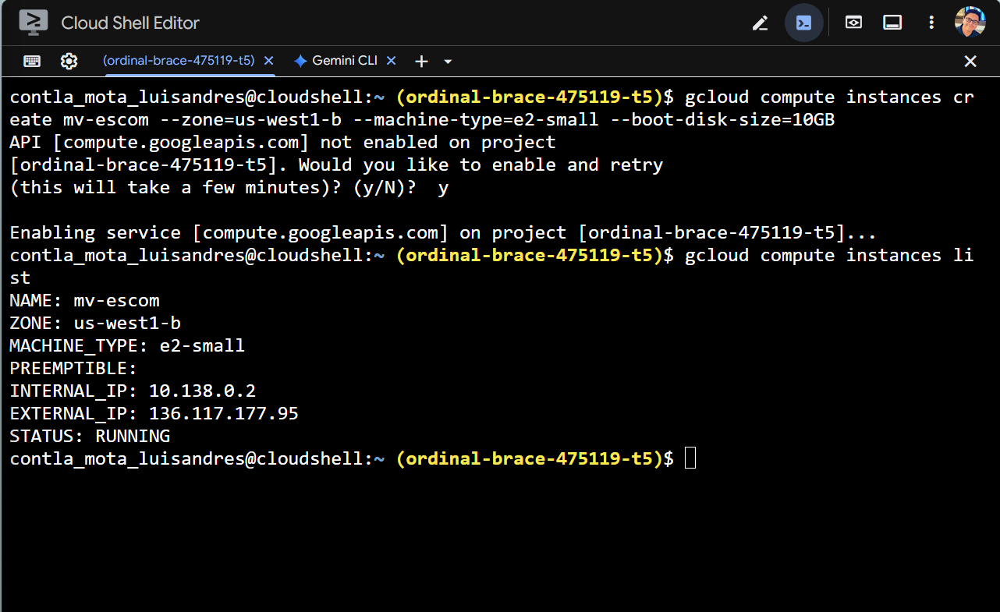 Cloud Shell Editor
(ordinal-brace-475119-t5)
Gemini CLI
contla_mota_luisandres@cloudshell:~ (ordinal-brace-475119-t5)$ gcloud compute instances cr
eate mv-escom --zone=us-west1-b --machine-type=e2-small --boot-disk-size=10GB
API [compute.googleapis.com] not enabled on project
[ordinal-brace-475119-t5]. Would you like to enable and retry
(this will take a few minutes)? (y/N)?  y
Enabling service [compute.googleapis.com] on project [ordinal-brace-475119-t5]...
contla_mota_luisandres@cloudshell:~ (ordinal-brace-475119-t5)$ gcloud compute instances li
st
NAME: mv-escom
ZONE: us-west1-b
MACHINE_TYPE: e2-small
PREEMPTIBLE:
INTERNAL_IP: 10.138.0.2
EXTERNAL_IP: 136.117.177.95
STATUS: RUNNING
contla_mota_luisandres@cloudshell:~ (ordinal-brace-475119-t5)$